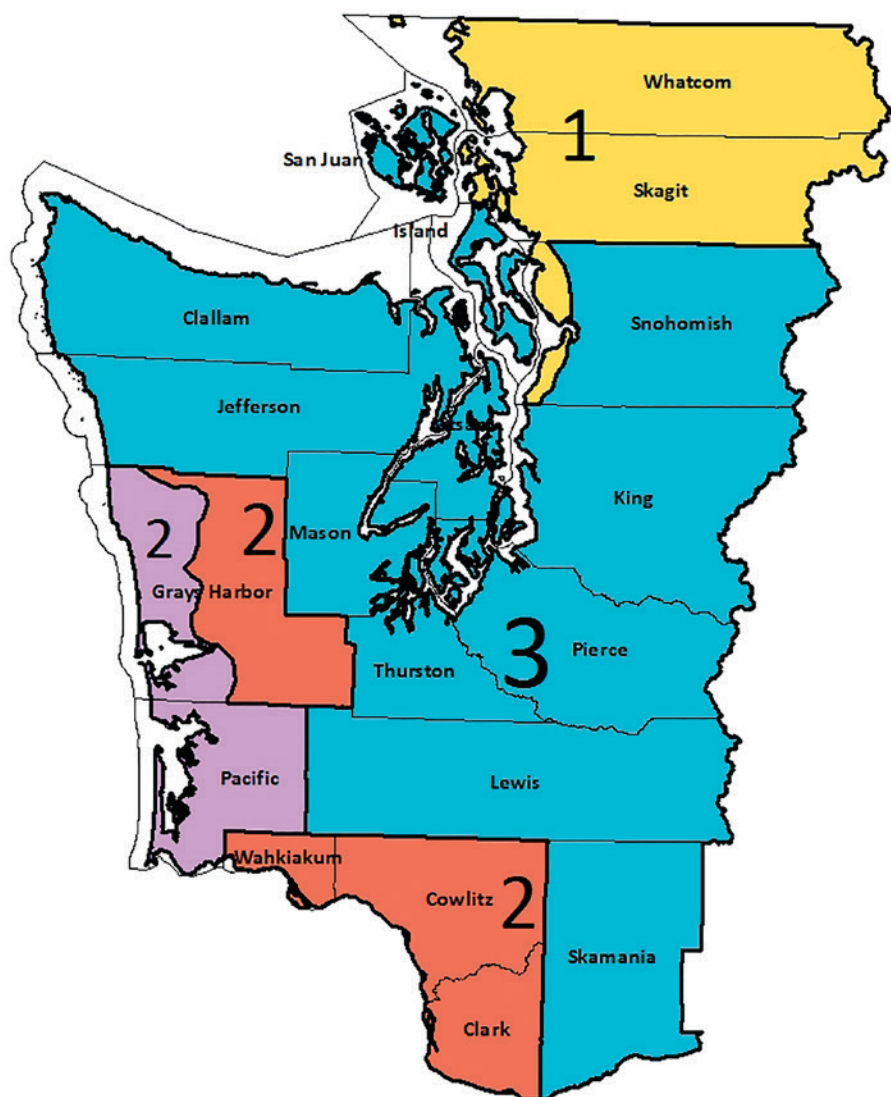 Whatcom
1
San Juan
Skagit
Island
Snohomish
Clallam
Jefferson
King
2
2
Mason
Grays Harbor
3
Pierce
Thurston
Pacific
Lewis
Wahkiakum
Cowlitz
2
Skamania
Clark